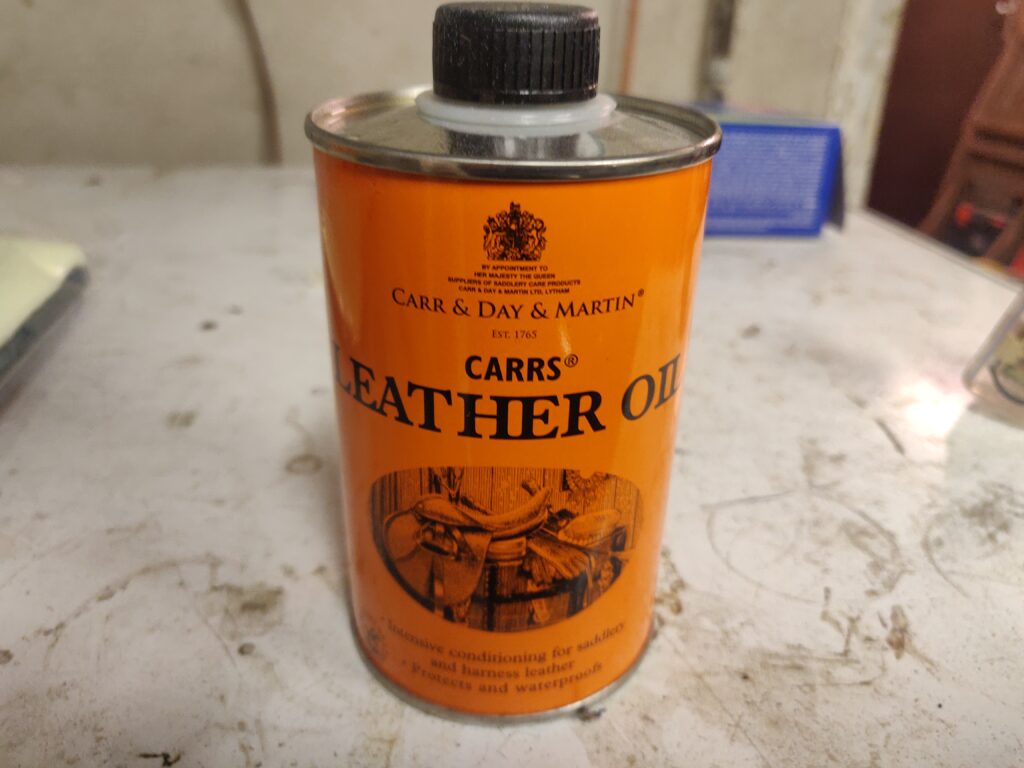 BY APPOINTMENT TO
HER MAJESTY THE QUEEN
SUPPLIERS OF SADDLERY CARE PRODUCTS
CARR & DAY & MARTIN LTD, LYTHAM
CARR & DAY & MARTIN®
EST. 1765
CARRS®
LEATHER OIL
• Intensive conditioning for saddlery
and harness leather
• Protects and waterproofs